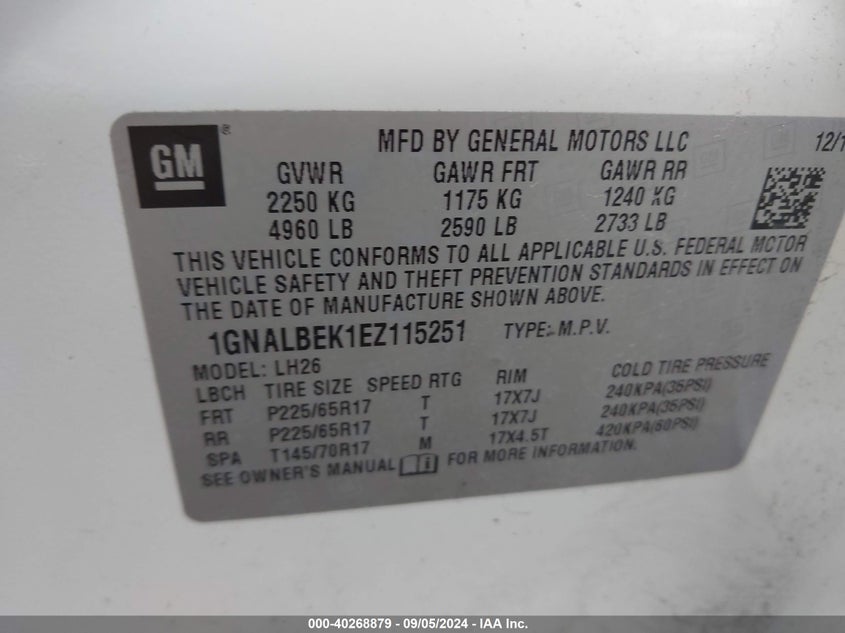 GM®
MFD BY GENERAL MOTORS LLC 12/1
GVWR GAWR FRT GAWR RR
2250 KG 1175 KG 1240 KG
4960 LB 2590 LB 2733 LB
THIS VEHICLE CONFORMS TO ALL APPLICABLE U.S. FEDERAL MOTOR
VEHICLE SAFETY AND THEFT PREVENTION STANDARDS IN EFFECT ON
THE DATE OF MANUFACTURE SHOWN ABOVE.
1GNALBEK1EZ115251 TYPE: M.P.V.
MODEL: LH26
LBCH TIRE SIZE SPEED RTG RIM COLD TIRE PRESSURE
FRT P225/65R17 T 17X7J 240KPA(35PSI)
RR P225/65R17 T 17X7J 240KPA(35PSI)
SPA T145/70R17 M 17X4.5T 420KPA(60PSI)
SEE OWNER'S MANUAL FOR MORE INFORMATION.
000-40268879 - 09/05/2024 - IAA Inc.